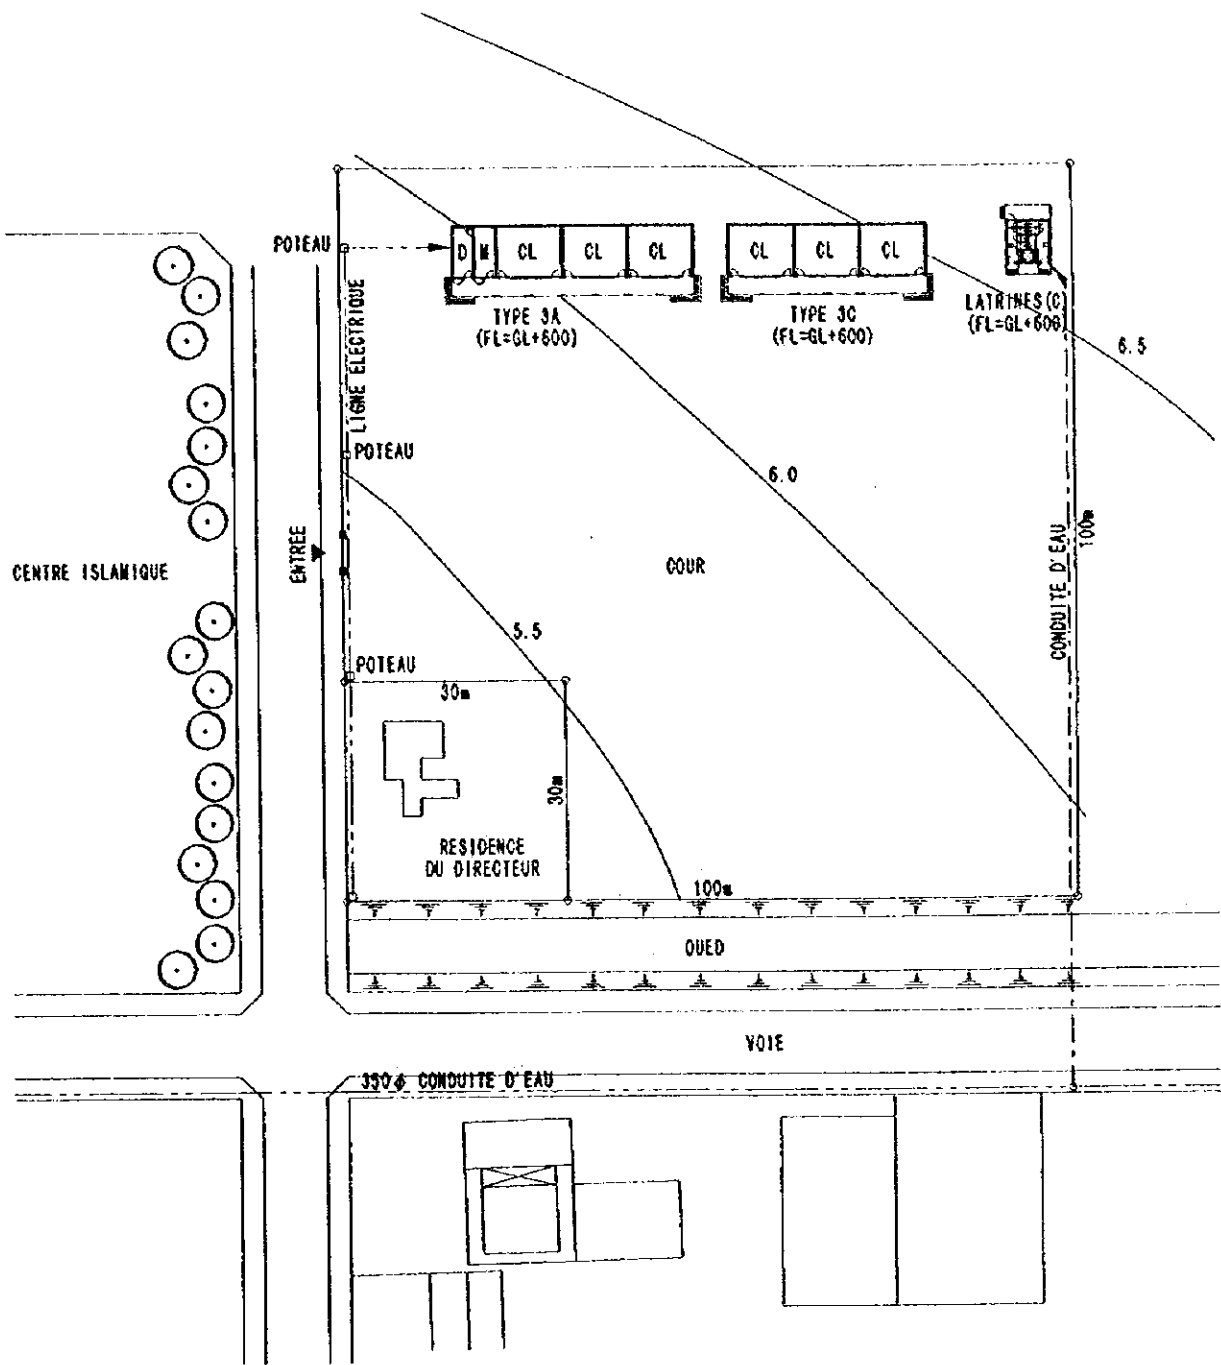 POTEAU
D
M
CL
CL
CL
CL
CL
CL
TYPE 3A
(FL=GL+600)
TYPE 3C
(FL=GL+600)
LATRINES(C)
(FL=GL+600)
6.5
LIGNE ELECTRIQUE
POTEAU
6.0
ENTREE
COUR
CENTRE ISLAMIQUE
CONDUITE D'EAU
100m
5.5
POTEAU
30m
30m
RESIDENCE
DU DIRECTEUR
100m
OUED
VOIE
350φ CONDUITE D'EAU